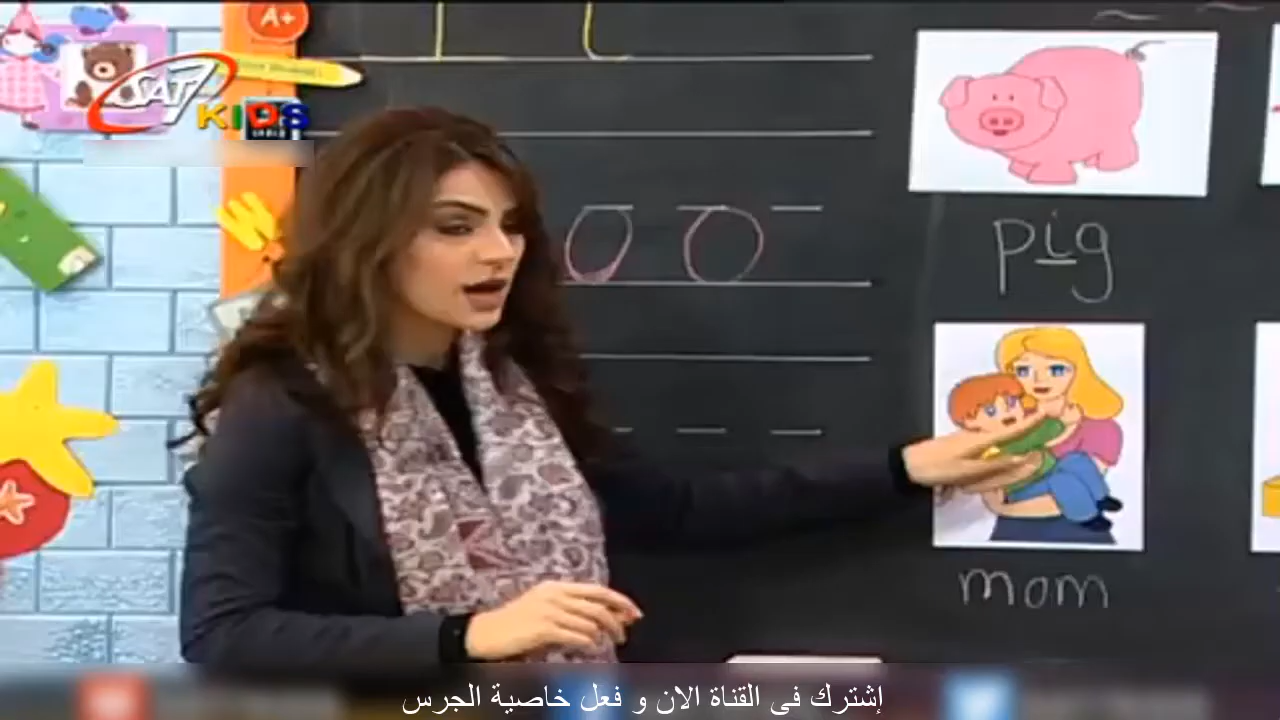 A+
SAT7
KIDS
o o
pig
mom
إشترك فى القناة الان و فعل خاصية الجرس